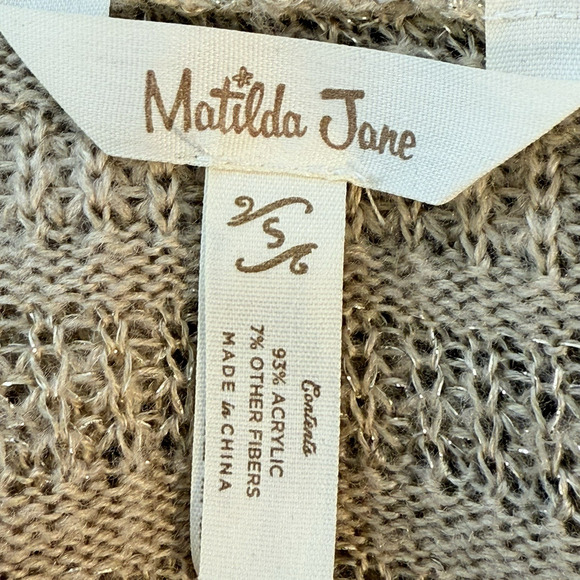 Matilda Jane
S
Contents
93% ACRYLIC
7% OTHER FIBERS
MADE in CHINA